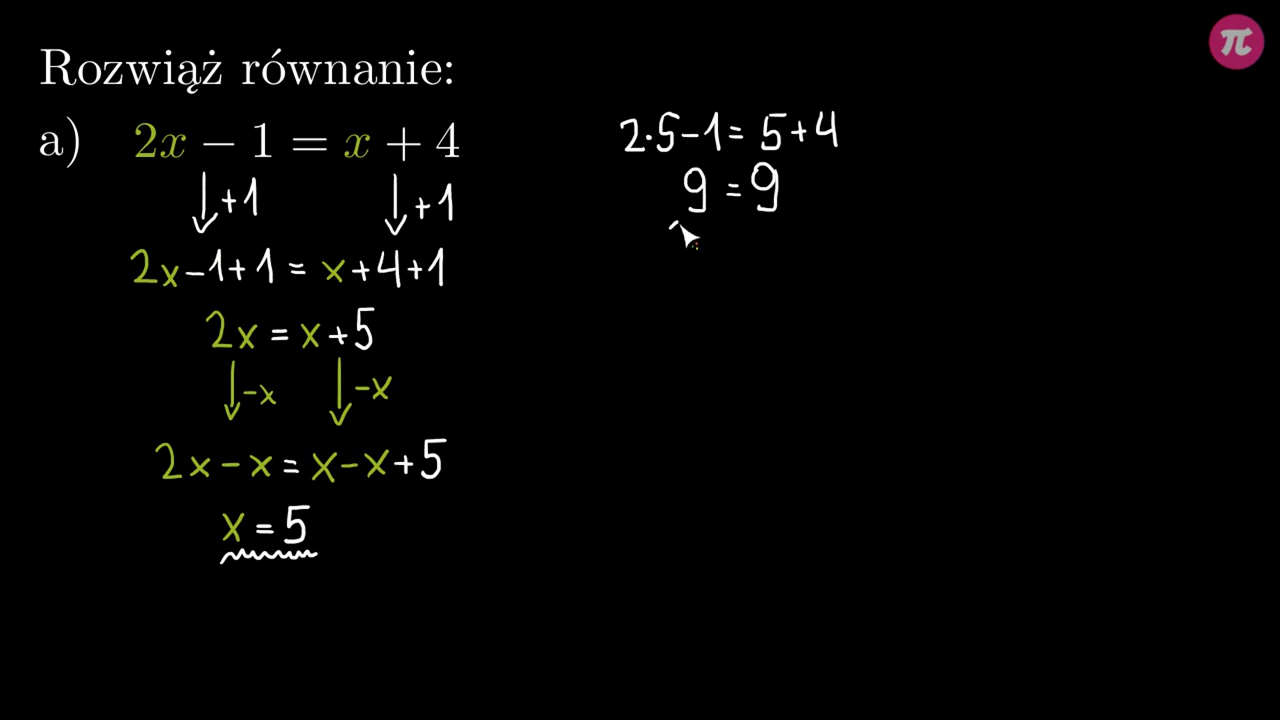 Rozwiąż równanie:
a) 2x − 1 = x + 4
+1 +1
2x−1+1 = x+4+1
2x = x+5
−x −x
2x−x = x−x+5
x = 5
2·5−1 = 5+4
9 = 9
π